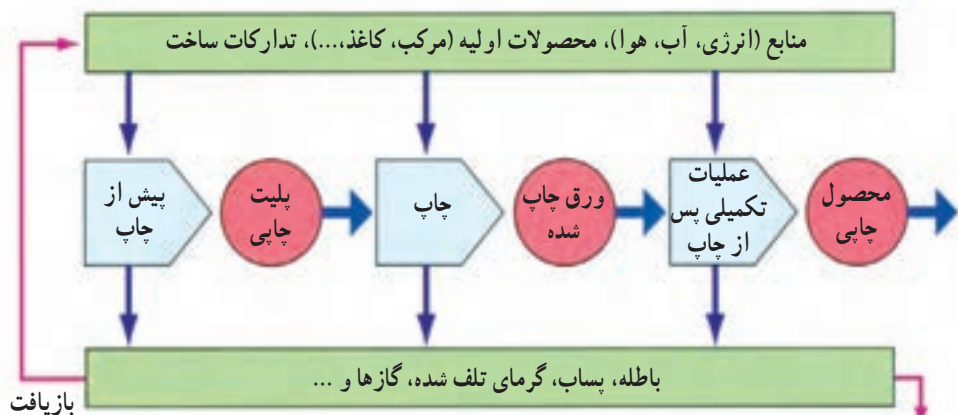 منابع (انرژی، آب، هوا)، محصولات اولیه (مرکب، کاغذ،...)، تدارکات ساخت
پیش از
چاپ
پلیت
چاپی
چاپ
ورق چاپ
شده
عملیات
تکمیلی پس
از چاپ
محصول
چاپی
باطله، پساب، گرمای تلف شده، گازها و ...
بازیافت